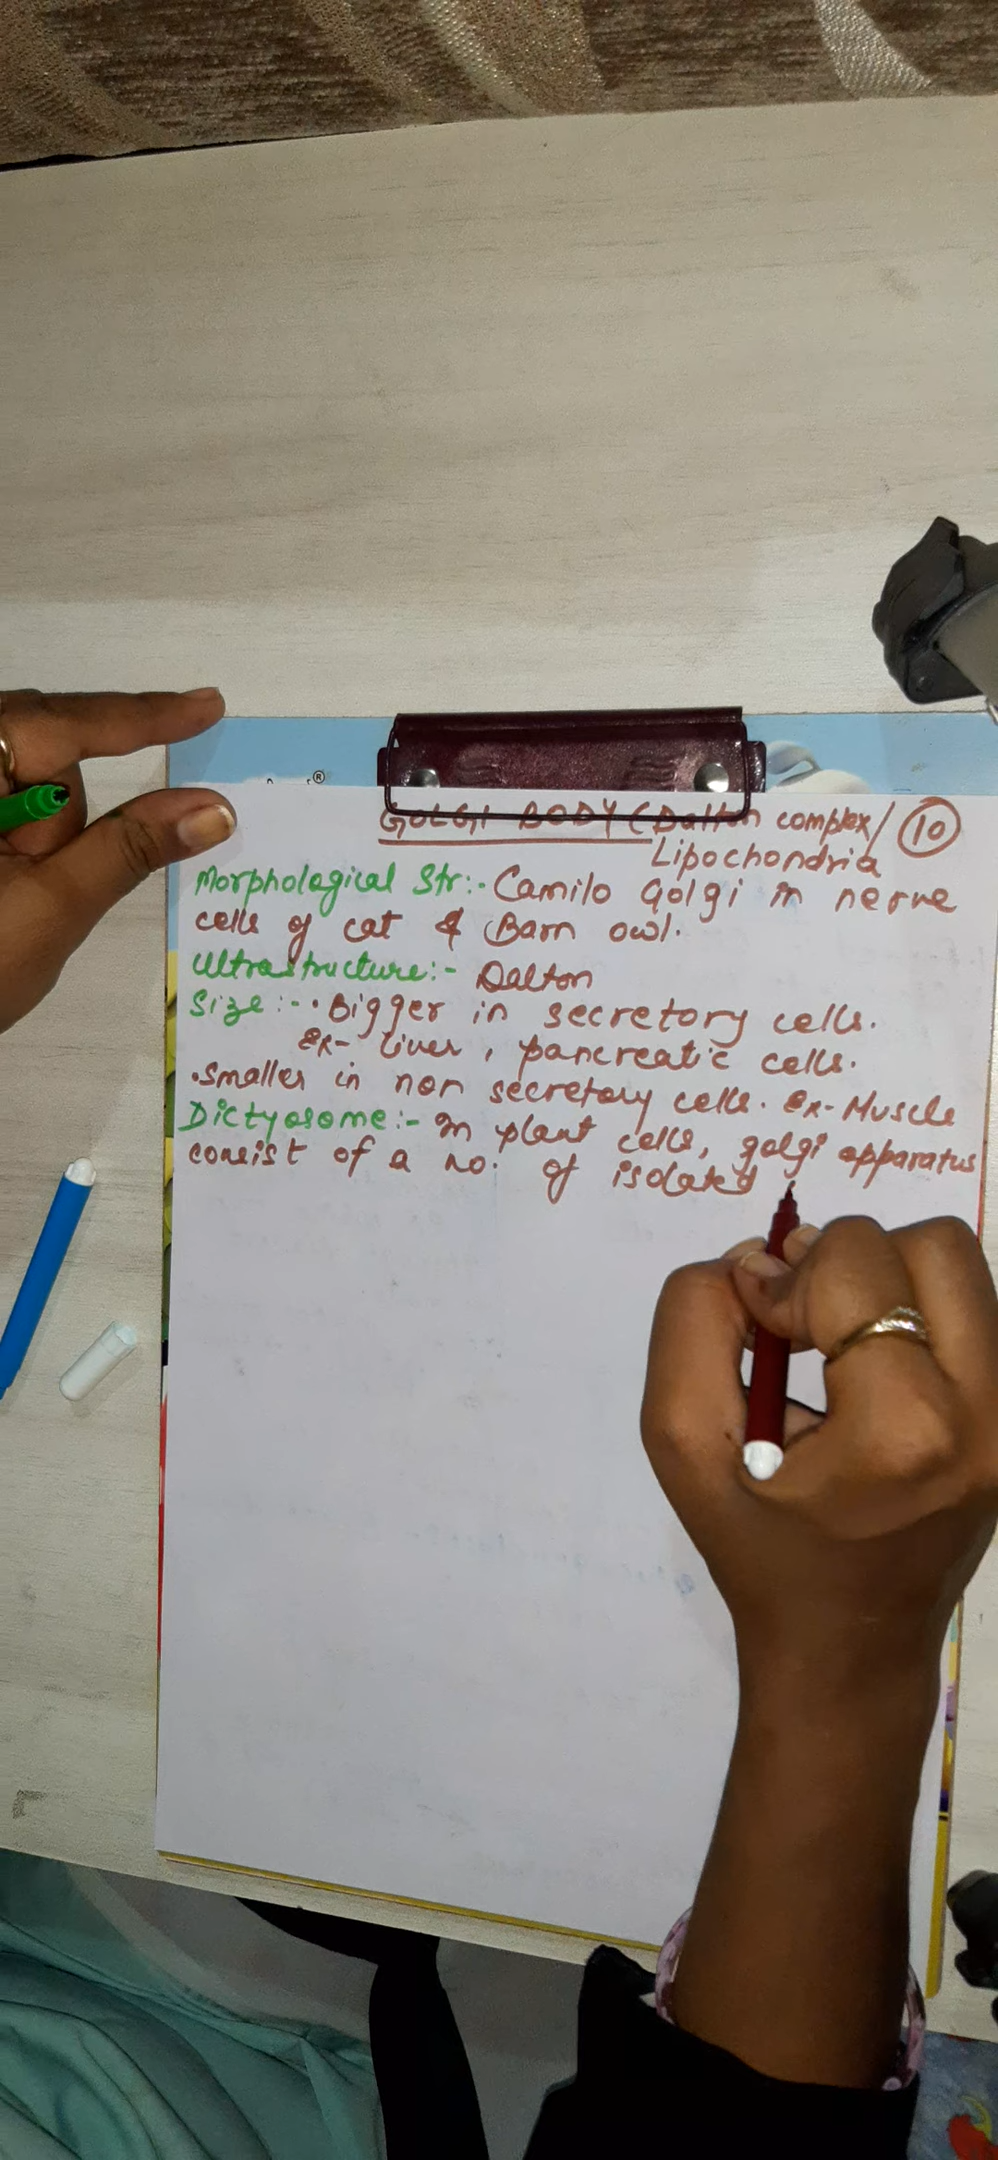 ®
GOLGI BODY (Dalton complex/ 10
Lipochondria
Morphological Str:- Camilo Golgi in nerve
cells of cat & Barn owl.
Ultrastructure:- Dalton
Size:- • Bigger in secretory cells.
Ex- liver, pancreatic cells.
• Smaller in non secretory cells. Ex- Muscle
Dictyosome:- In plant cells, golgi apparatus
consist of a no. of isolated